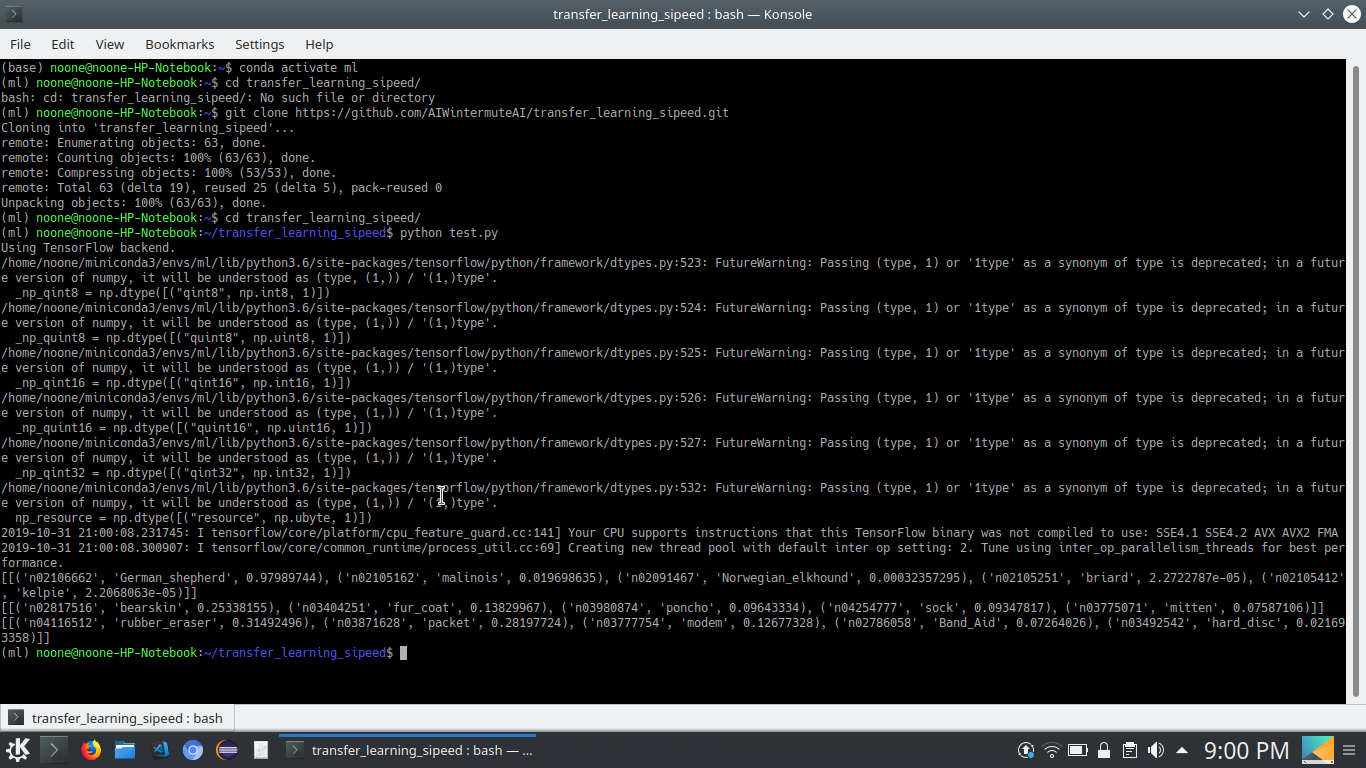 transfer_learning_sipeed : bash — Konsole
File Edit View Bookmarks Settings Help
(base) noone@noone-HP-Notebook:~$ conda activate ml
(ml) noone@noone-HP-Notebook:~$ cd transfer_learning_sipeed/
bash: cd: transfer_learning_sipeed/: No such file or directory
(ml) noone@noone-HP-Notebook:~$ git clone https://github.com/AIWintermuteAI/transfer_learning_sipeed.git
Cloning into 'transfer_learning_sipeed'...
remote: Enumerating objects: 63, done.
remote: Counting objects: 100% (63/63), done.
remote: Compressing objects: 100% (53/53), done.
remote: Total 63 (delta 19), reused 25 (delta 5), pack-reused 0
Unpacking objects: 100% (63/63), done.
(ml) noone@noone-HP-Notebook:~$ cd transfer_learning_sipeed/
(ml) noone@noone-HP-Notebook:~/transfer_learning_sipeed$ python test.py
Using TensorFlow backend.
/home/noone/miniconda3/envs/ml/lib/python3.6/site-packages/tensorflow/python/framework/dtypes.py:523: FutureWarning: Passing (type, 1) or '1type' as a synonym of type is deprecated; in a futur
e version of numpy, it will be understood as (type, (1,)) / '(1,)type'.
  _np_qint8 = np.dtype([("qint8", np.int8, 1)])
/home/noone/miniconda3/envs/ml/lib/python3.6/site-packages/tensorflow/python/framework/dtypes.py:524: FutureWarning: Passing (type, 1) or '1type' as a synonym of type is deprecated; in a futur
e version of numpy, it will be understood as (type, (1,)) / '(1,)type'.
  _np_quint8 = np.dtype([("quint8", np.uint8, 1)])
/home/noone/miniconda3/envs/ml/lib/python3.6/site-packages/tensorflow/python/framework/dtypes.py:525: FutureWarning: Passing (type, 1) or '1type' as a synonym of type is deprecated; in a futur
e version of numpy, it will be understood as (type, (1,)) / '(1,)type'.
  _np_qint16 = np.dtype([("qint16", np.int16, 1)])
/home/noone/miniconda3/envs/ml/lib/python3.6/site-packages/tensorflow/python/framework/dtypes.py:526: FutureWarning: Passing (type, 1) or '1type' as a synonym of type is deprecated; in a futur
e version of numpy, it will be understood as (type, (1,)) / '(1,)type'.
  _np_quint16 = np.dtype([("quint16", np.uint16, 1)])
/home/noone/miniconda3/envs/ml/lib/python3.6/site-packages/tensorflow/python/framework/dtypes.py:527: FutureWarning: Passing (type, 1) or '1type' as a synonym of type is deprecated; in a futur
e version of numpy, it will be understood as (type, (1,)) / '(1,)type'.
  _np_qint32 = np.dtype([("qint32", np.int32, 1)])
/home/noone/miniconda3/envs/ml/lib/python3.6/site-packages/tensorflow/python/framework/dtypes.py:532: FutureWarning: Passing (type, 1) or '1type' as a synonym of type is deprecated; in a futur
e version of numpy, it will be understood as (type, (1,)) / '(1,)type'.
  np_resource = np.dtype([("resource", np.ubyte, 1)])
2019-10-31 21:00:08.231745: I tensorflow/core/platform/cpu_feature_guard.cc:141] Your CPU supports instructions that this TensorFlow binary was not compiled to use: SSE4.1 SSE4.2 AVX AVX2 FMA
2019-10-31 21:00:08.300907: I tensorflow/core/common_runtime/process_util.cc:69] Creating new thread pool with default inter op setting: 2. Tune using inter_op_parallelism_threads for best per
formance.
[[('n02106662', 'German_shepherd', 0.97989744), ('n02105162', 'malinois', 0.019698635), ('n02091467', 'Norwegian_elkhound', 0.00032357295), ('n02105251', 'briard', 2.2722787e-05), ('n02105412'
, 'kelpie', 2.2068063e-05)]]
[[('n02817516', 'bearskin', 0.25338155), ('n03404251', 'fur_coat', 0.13829967), ('n03980874', 'poncho', 0.09643334), ('n04254777', 'sock', 0.09347817), ('n03775071', 'mitten', 0.07587106)]]
[[('n04116512', 'rubber_eraser', 0.31492496), ('n03871628', 'packet', 0.28197724), ('n03777754', 'modem', 0.12677328), ('n02786058', 'Band_Aid', 0.07264026), ('n03492542', 'hard_disc', 0.02169
3358)]]
(ml) noone@noone-HP-Notebook:~/transfer_learning_sipeed$
transfer_learning_sipeed : bash
transfer_learning_sipeed : bash — ...
9:00 PM